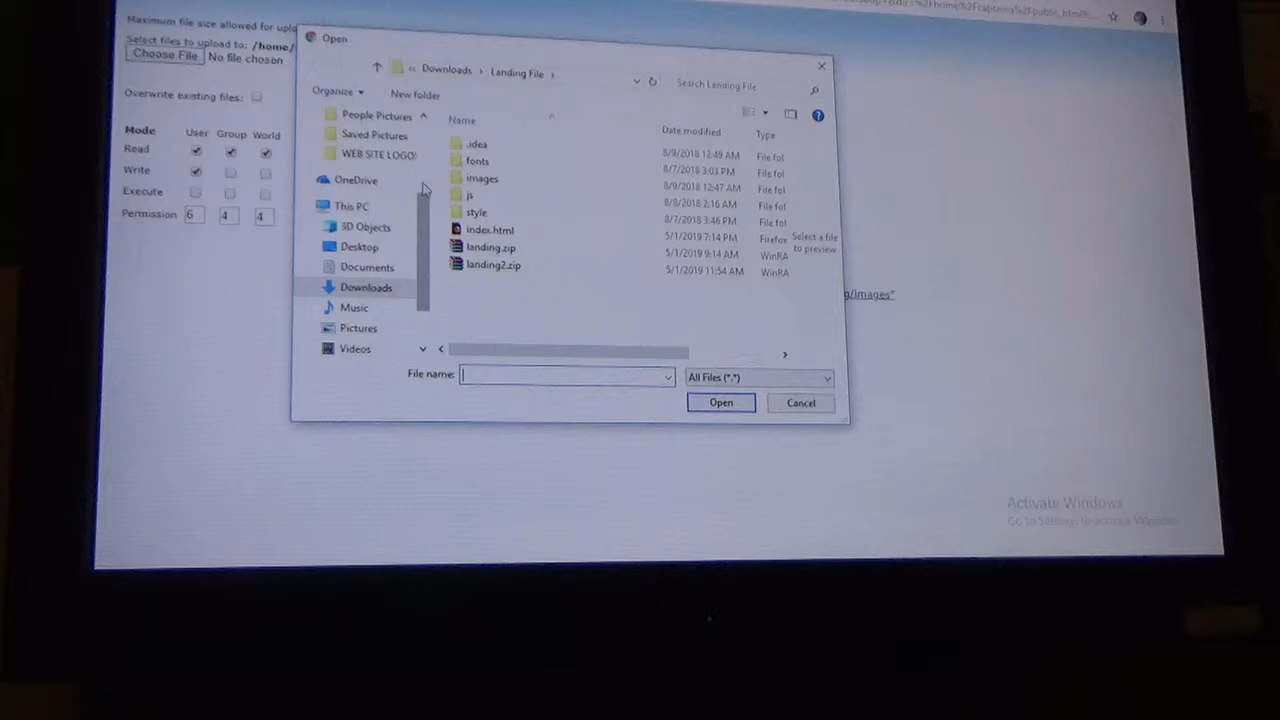 Maximum file size allowed for
Select files to upload to: /home/
Choose File No file chosen
Overwrite existing files:
Mode User Group World
Read
Write
Execute
Permission 6 4 4
Open
« Downloads › Landing File ›
Search Landing File
Organize New folder
People Pictures
Saved Pictures
WEB SITE LOGO
OneDrive
This PC
3D Objects
Desktop
Documents
Downloads
Music
Pictures
Videos
Name Date modified Type
.idea 8/9/2018 12:49 AM File fol
fonts 8/7/2018 3:03 PM File fol
images 8/9/2018 12:47 AM File fol
js 8/8/2018 2:16 AM File fol
style 8/7/2018 3:46 PM File fol
index.html 5/1/2019 7:14 PM Firefox
landing.zip 5/1/2019 9:14 AM WinRA
landing2.zip 5/1/2019 11:54 AM WinRA
Select a file
to preview
File name: All Files (*.*)
Open Cancel
g/images"
Activate Windows
Go to Settings to activate Windows.